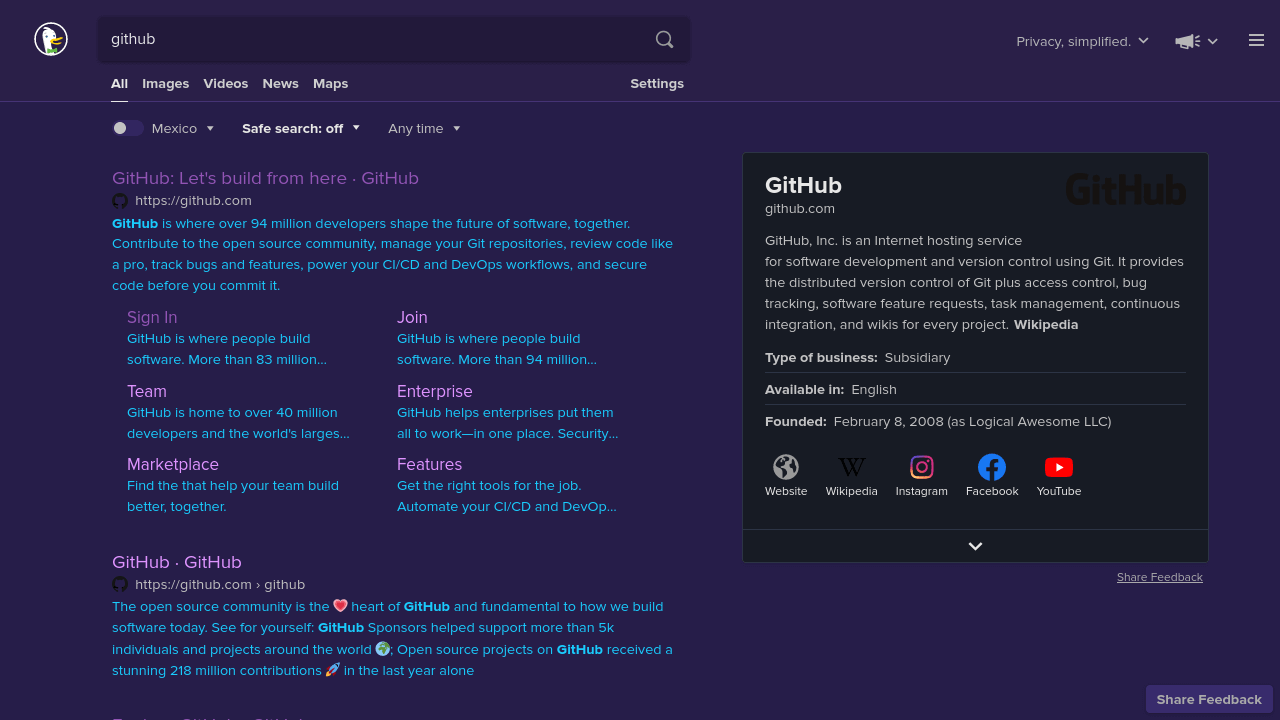 github
Privacy, simplified.
All Images Videos News Maps Settings
Mexico Safe search: off Any time
GitHub: Let's build from here · GitHub
https://github.com
GitHub is where over 94 million developers shape the future of software, together.
Contribute to the open source community, manage your Git repositories, review code like
a pro, track bugs and features, power your CI/CD and DevOps workflows, and secure
code before you commit it.
Sign In
GitHub is where people build
software. More than 83 million...
Join
GitHub is where people build
software. More than 94 million...
Team
GitHub is home to over 40 million
developers and the world's larges...
Enterprise
GitHub helps enterprises put them
all to work—in one place. Security...
Marketplace
Find the that help your team build
better, together.
Features
Get the right tools for the job.
Automate your CI/CD and DevOp...
GitHub · GitHub
https://github.com › github
The open source community is the 💗 heart of GitHub and fundamental to how we build
software today. See for yourself: GitHub Sponsors helped support more than 5k
individuals and projects around the world 🌍; Open source projects on GitHub received a
stunning 218 million contributions 🚀 in the last year alone
GitHub
GitHub
github.com
GitHub, Inc. is an Internet hosting service
for software development and version control using Git. It provides
the distributed version control of Git plus access control, bug
tracking, software feature requests, task management, continuous
integration, and wikis for every project. Wikipedia
Type of business: Subsidiary
Available in: English
Founded: February 8, 2008 (as Logical Awesome LLC)
Website Wikipedia Instagram Facebook YouTube
Share Feedback
Share Feedback